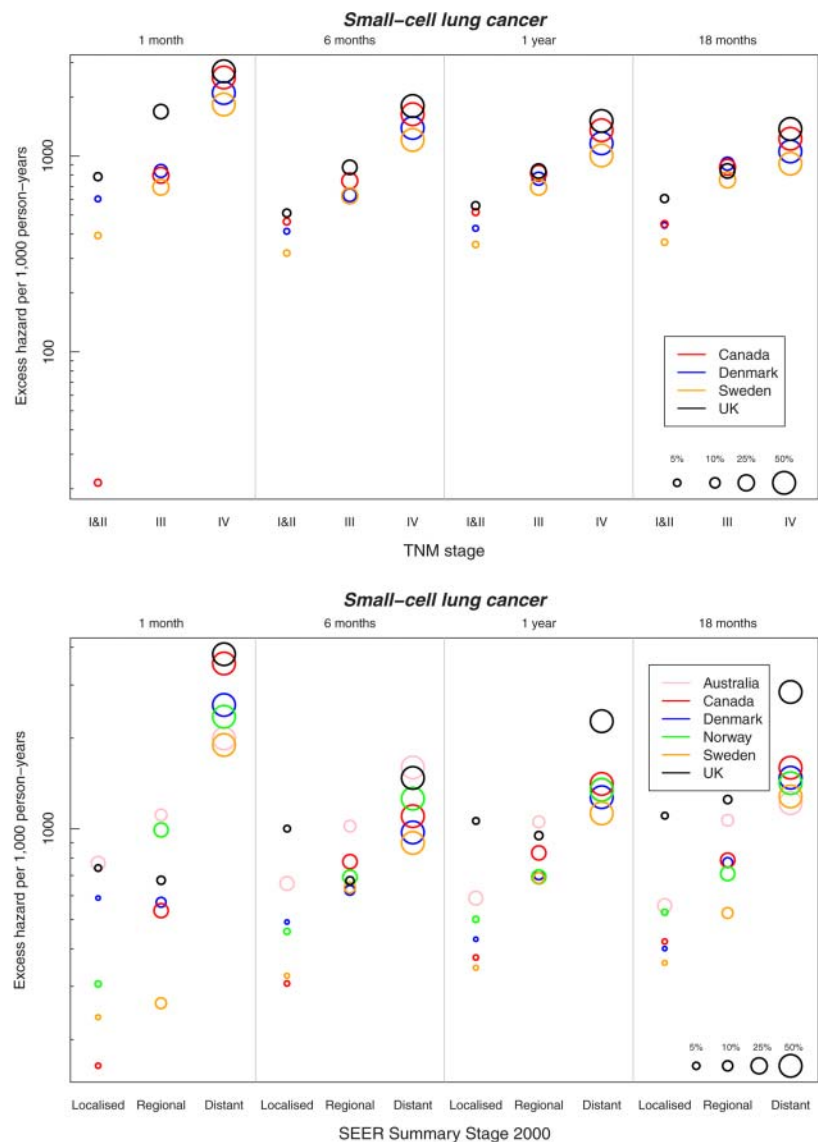 Small–cell lung cancer
1 month 6 months 1 year 18 months
Excess hazard per 1,000 person–years
1000
100
Canada
Denmark
Sweden
UK
5% 10% 25% 50%
I&II III IV I&II III IV I&II III IV I&II III IV
TNM stage
Small–cell lung cancer
1 month 6 months 1 year 18 months
Excess hazard per 1,000 person–years
1000
Australia
Canada
Denmark
Norway
Sweden
UK
5% 10% 25% 50%
Localised Regional Distant Localised Regional Distant Localised Regional Distant Localised Regional Distant
SEER Summary Stage 2000